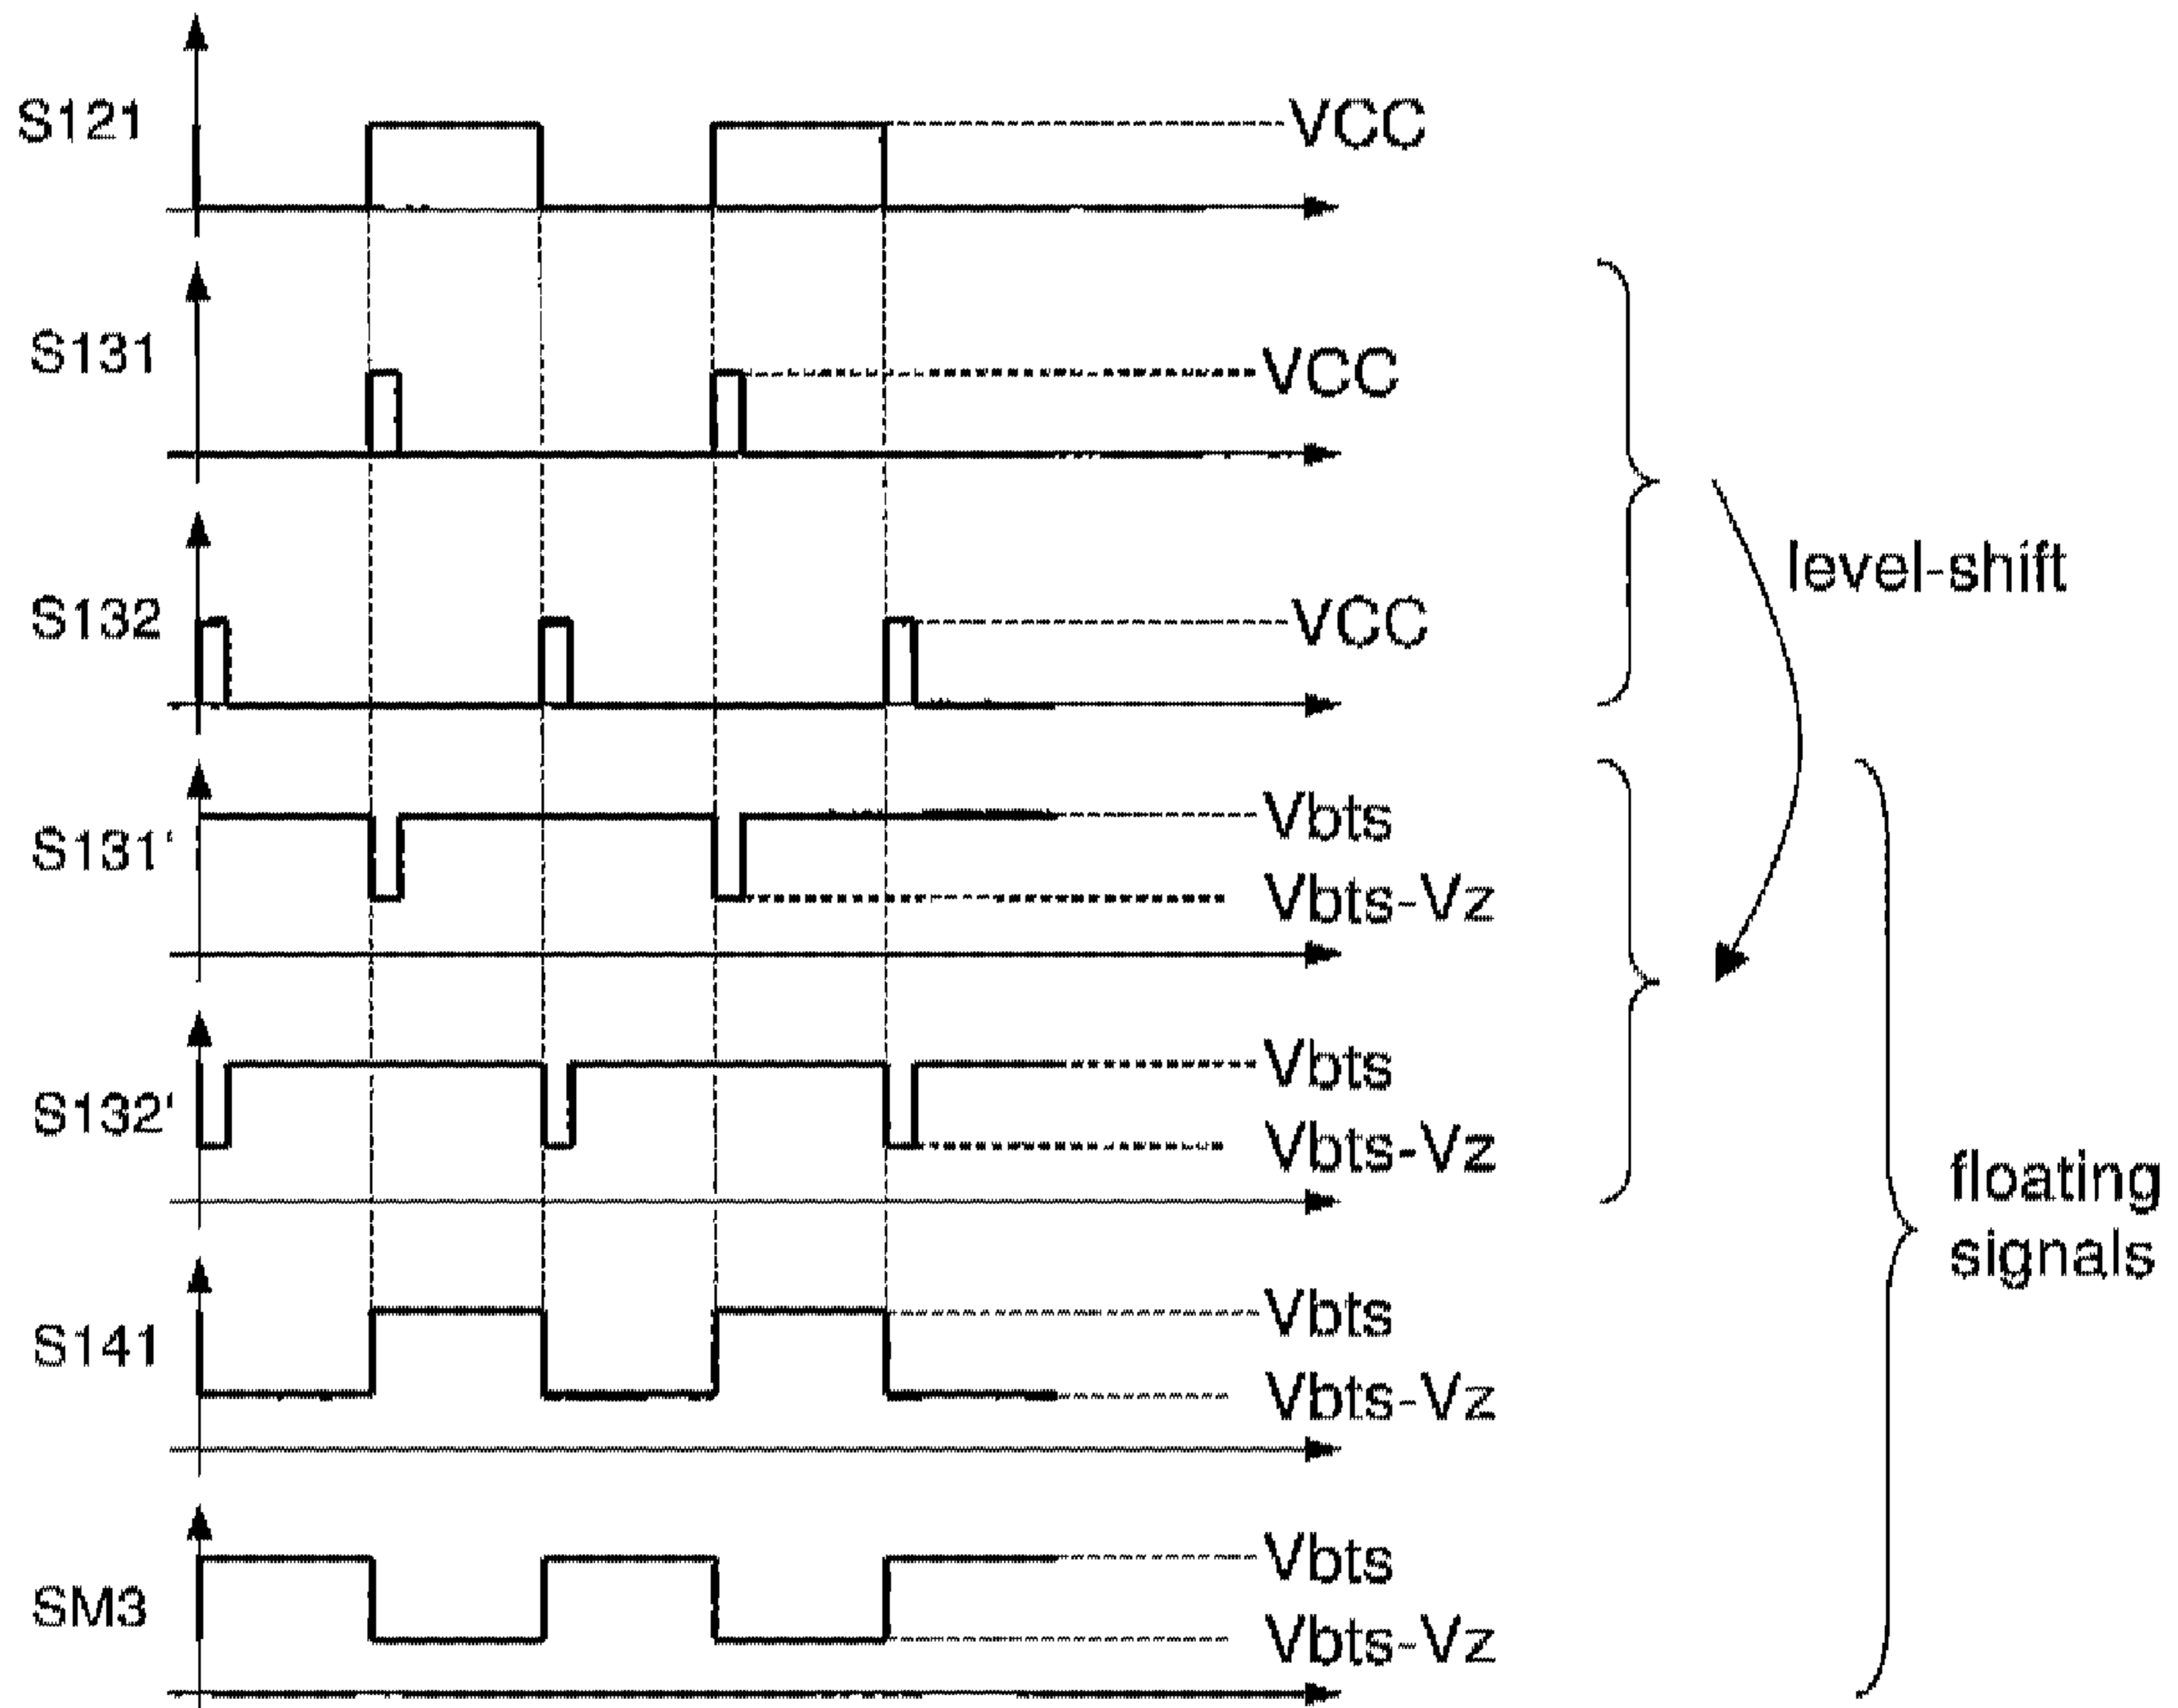 S121
VCC
S131
VCC
S132
VCC
level-shift
S131'
Vbts
Vbts-Vz
S132'
Vbts
Vbts-Vz
floating
signals
S141
Vbts
Vbts-Vz
SM3
Vbts
Vbts-Vz